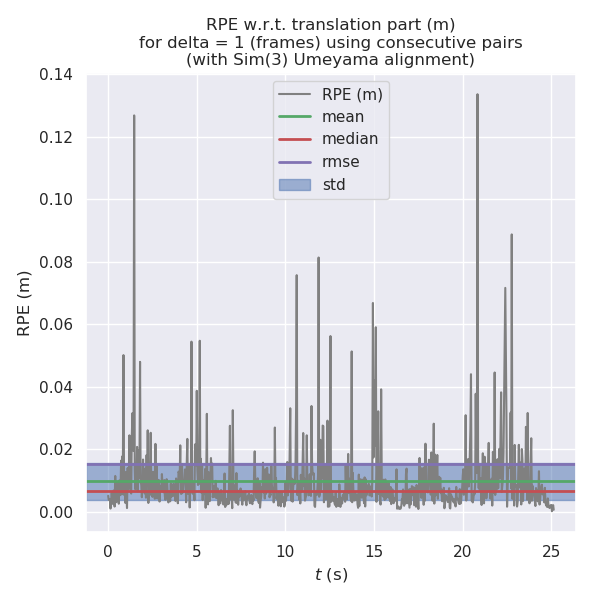 RPE w.r.t. translation part (m)
for delta = 1 (frames) using consecutive pairs
(with Sim(3) Umeyama alignment)
0.14
0.12
0.10
0.08
0.06
0.04
0.02
0.00
RPE (m)
RPE (m)
mean
median
rmse
std
0
5
10
15
20
25
t (s)